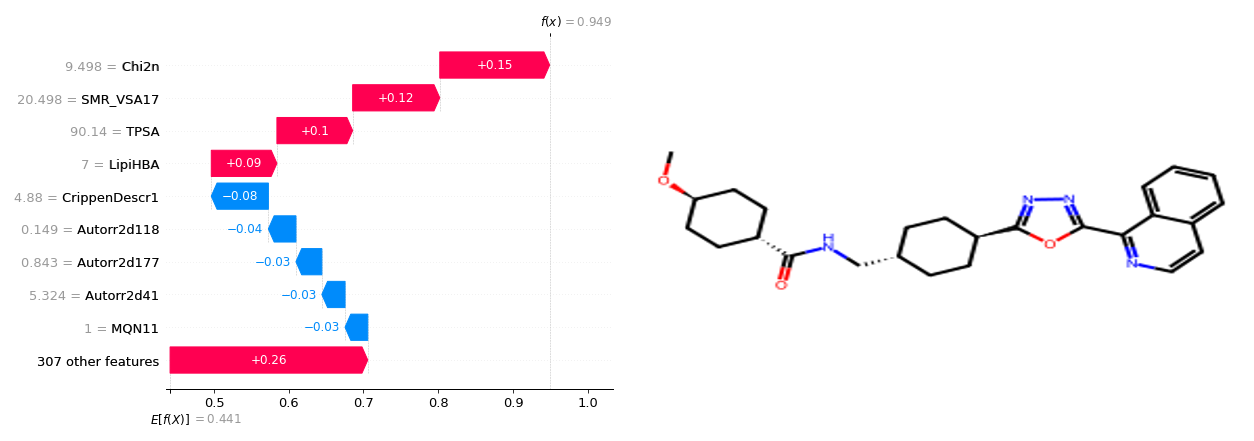 f(x) = 0.949
9.498 = Chi2n
+0.15
20.498 = SMR_VSA17
+0.12
90.14 = TPSA
+0.1
7 = LipiHBA
+0.09
4.88 = CrippenDescr1
−0.08
0.149 = Autorr2d118
−0.04
0.843 = Autorr2d177
−0.03
5.324 = Autorr2d41
−0.03
1 = MQN11
−0.03
307 other features
+0.26
0.5 0.6 0.7 0.8 0.9 1.0
E[f(X)] = 0.441
O
O
H
N
N N
O
N